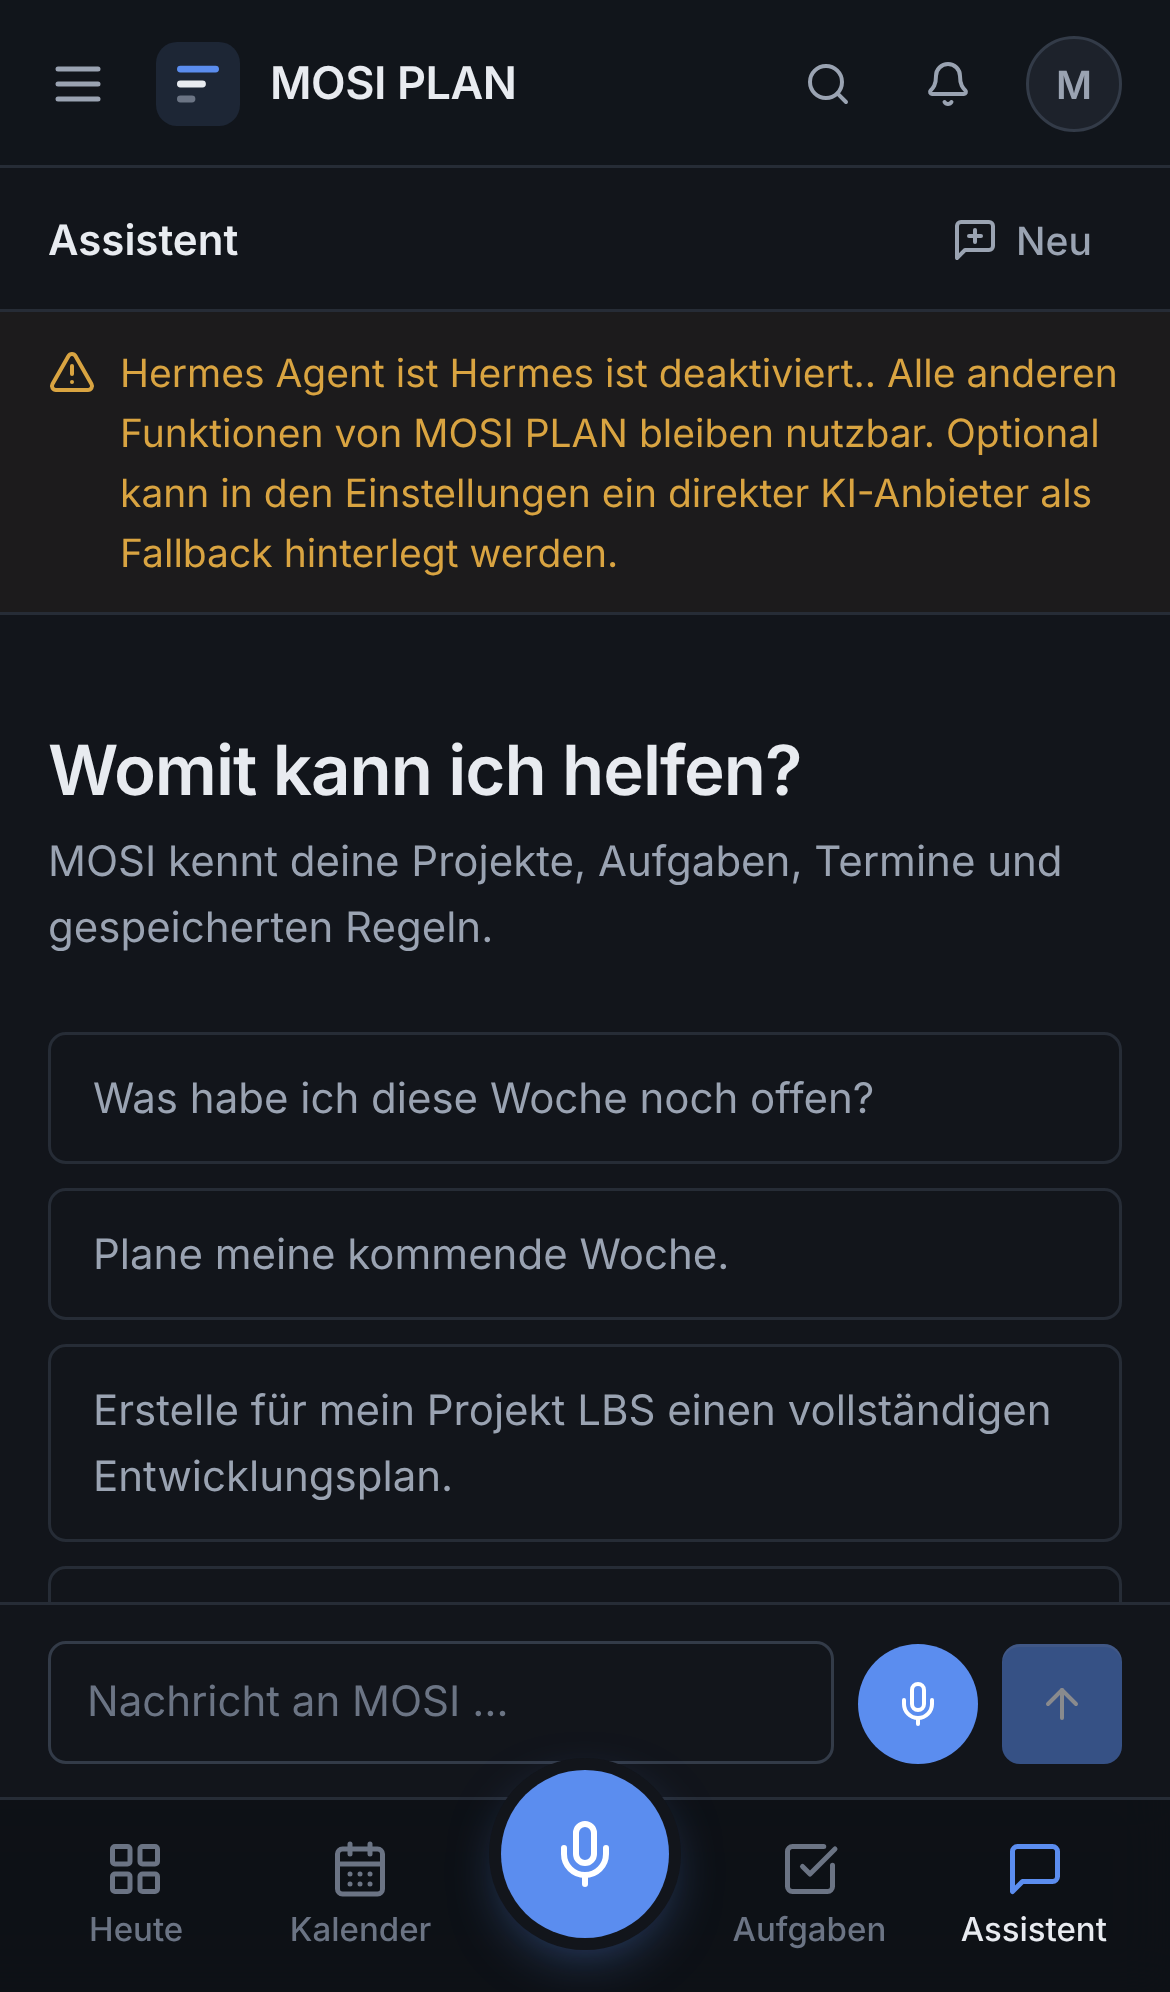 MOSI PLAN
M
Assistent
Neu
Hermes Agent ist Hermes ist deaktiviert.. Alle anderen
Funktionen von MOSI PLAN bleiben nutzbar. Optional
kann in den Einstellungen ein direkter KI-Anbieter als
Fallback hinterlegt werden.
Womit kann ich helfen?
MOSI kennt deine Projekte, Aufgaben, Termine und
gespeicherten Regeln.
Was habe ich diese Woche noch offen?
Plane meine kommende Woche.
Erstelle für mein Projekt LBS einen vollständigen
Entwicklungsplan.
Nachricht an MOSI ...
Heute
Kalender
Aufgaben
Assistent